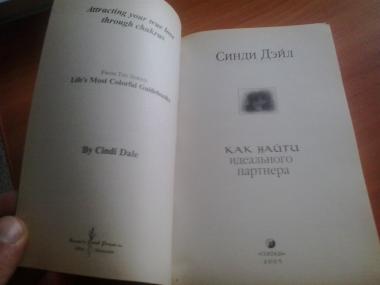 Attracting your true love
through chakras
FROM THE SERIES
Life's Most Colorful Guidebooks
By Cindi Dale
СИНДИ ДЭЙЛ
КАК НАЙТИ
идеального
партнера
«СОФИЯ»
2005